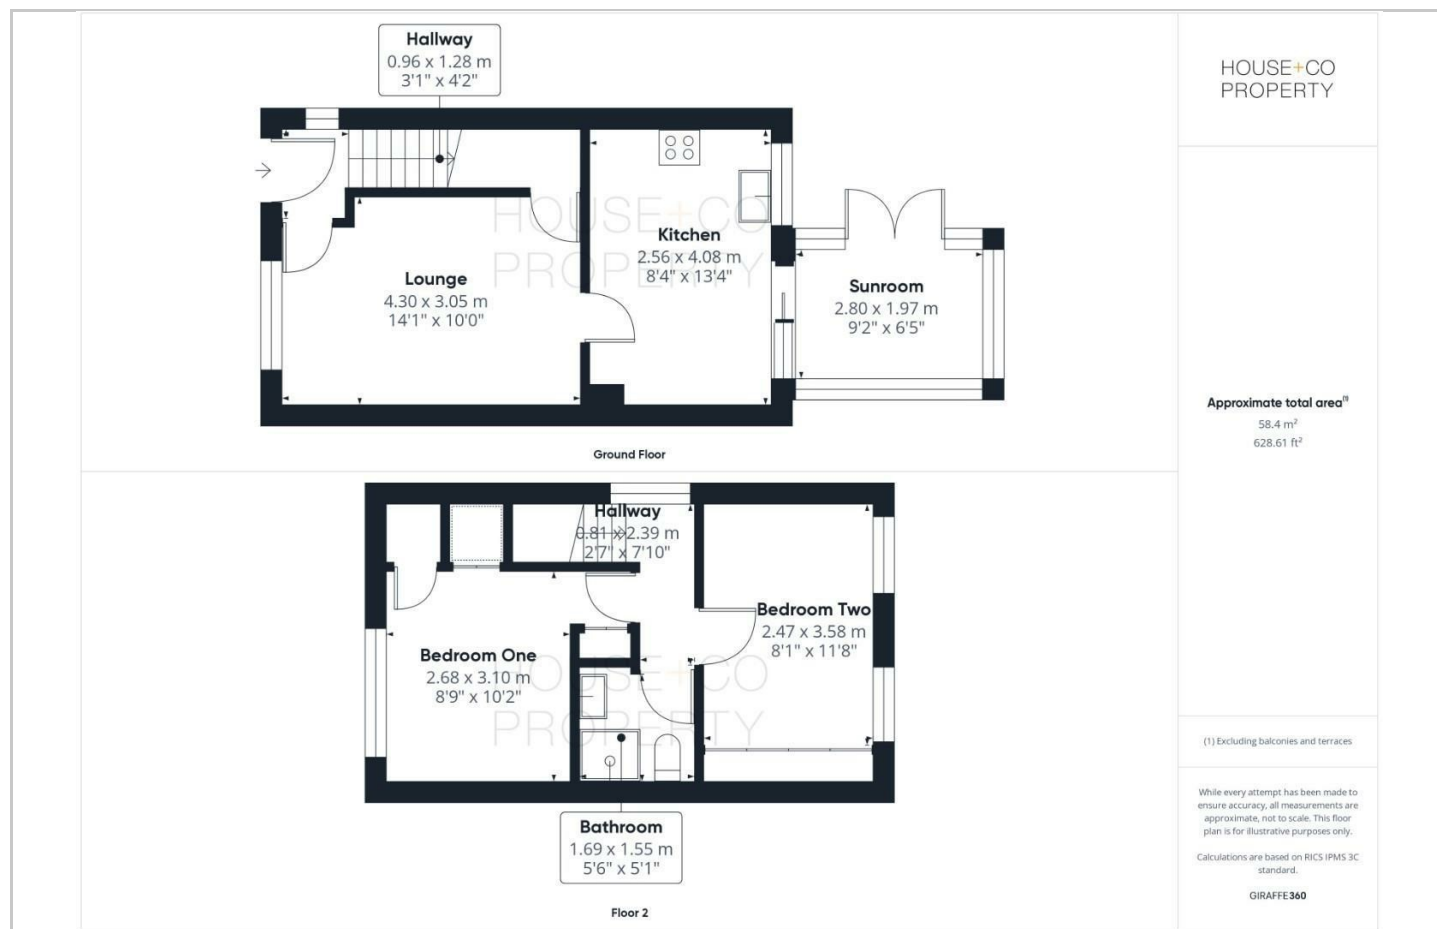 Hallway
0.96 x 1.28 m
3'1" x 4'2"
Lounge
4.30 x 3.05 m
14'1" x 10'0"
Kitchen
2.56 x 4.08 m
8'4" x 13'4"
Sunroom
2.80 x 1.97 m
9'2" x 6'5"
HOUSE+CO
PROPERTY
Ground Floor
Hallway
0.81 x 2.39 m
2'7" x 7'10"
Bedroom One
2.68 x 3.10 m
8'9" x 10'2"
Bedroom Two
2.47 x 3.58 m
8'1" x 11'8"
HOUSE+CO
PROPERTY
Bathroom
1.69 x 1.55 m
5'6" x 5'1"
Floor 2
HOUSE+CO
PROPERTY
Approximate total area(1)
58.4 m²
628.61 ft²
(1) Excluding balconies and terraces
While every attempt has been made to
ensure accuracy, all measurements are
approximate, not to scale. This floor
plan is for illustrative purposes only.
Calculations are based on RICS IPMS 3C
standard.
GIRAFFE360